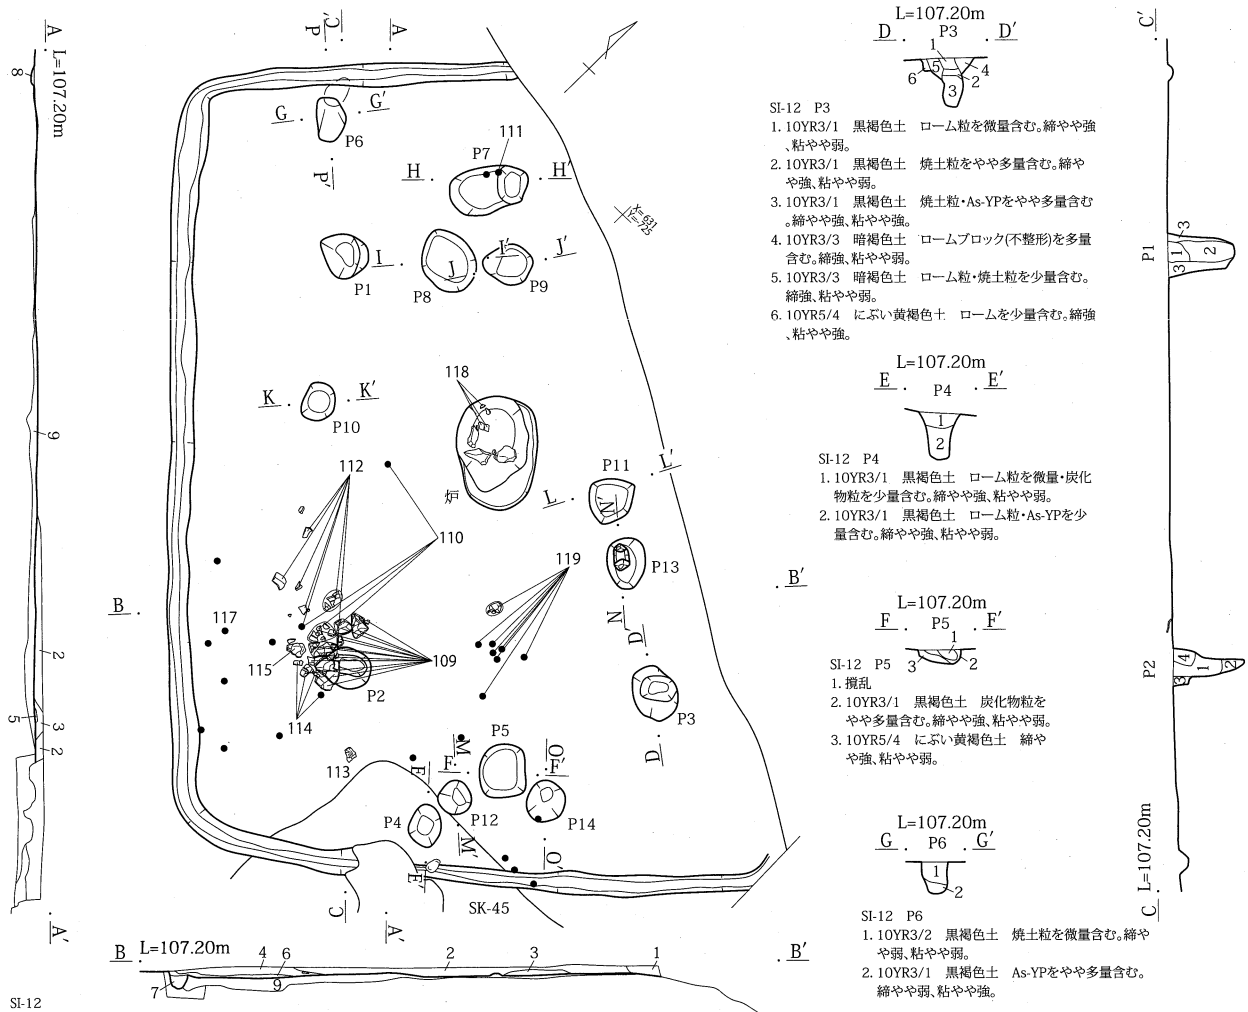 A
L=107.20m
8
9
2
5
3
2
A′
C′
P
A
G
G′
P6
P′
111
P7
H
H′
X=631
Y=-725
I
I′
J
J′
P1
P8
P9
K
K′
P10
118
炉
112
110
L
L′
P11
N′
P13
N
119
B
B′
117
115
109
P2
114
113
D
P3
D
P5
M
O
F
F′
E
P4
P12
P14
M′
O′
E′
C
A′
SK-45
B
L=107.20m
4
6
2
3
1
B′
7
9
SI-12
L=107.20m
D
P3
D′
1
6
5
4
2
3
SI-12 P3
1. 10YR3/1 黒褐色土 ローム粒を微量含む。締やや強
、粘やや弱。
2. 10YR3/1 黒褐色土 焼土粒をやや多量含む。締や
や強、粘やや弱。
3. 10YR3/1 黒褐色土 焼土粒・As-YPをやや多量含む
。締やや強、粘やや強。
4. 10YR3/3 暗褐色土 ロームブロック(不整形)を多量
含む。締強、粘やや弱。
5. 10YR3/3 暗褐色土 ローム粒・焼土粒を少量含む。
締強、粘やや弱。
6. 10YR5/4 にぶい黄褐色土 ロームを少量含む。締強
、粘やや強。
L=107.20m
E
P4
E′
1
2
SI-12 P4
1. 10YR3/1 黒褐色土 ローム粒を微量・炭化
物粒を少量含む。締やや強、粘やや弱。
2. 10YR3/1 黒褐色土 ローム粒・As-YPを少
量含む。締やや強、粘やや弱。
L=107.20m
F
P5
F′
1
3
2
SI-12 P5
1. 撹乱
2. 10YR3/1 黒褐色土 炭化物粒を
やや多量含む。締やや強、粘やや弱。
3. 10YR5/4 にぶい黄褐色土 締や
や強、粘やや弱。
L=107.20m
G
P6
G′
1
2
SI-12 P6
1. 10YR3/2 黒褐色土 焼土粒を微量含む。締や
や弱、粘やや弱。
2. 10YR3/1 黒褐色土 As-YPをやや多量含む。
締やや弱、粘やや強。
C′
P1
3
1
2
3
P2
4
1
2
3
L=107.20m
C